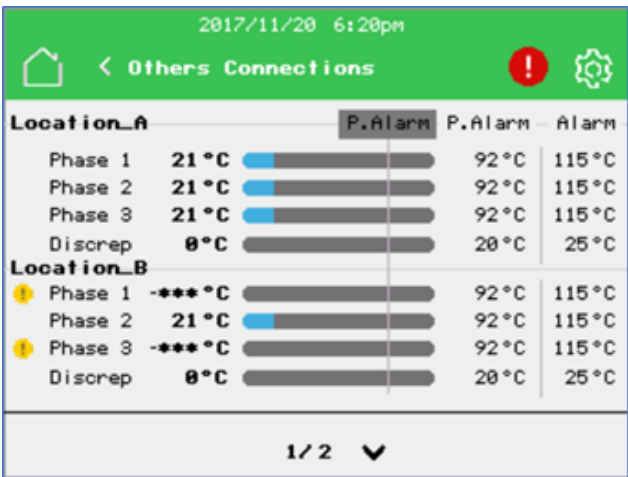 2017/11/20 6:20pm
< Others Connections
Location_A P.Alarm P.Alarm Alarm
Phase 1 21°C 92°C 115°C
Phase 2 21°C 92°C 115°C
Phase 3 21°C 92°C 115°C
Discrep 0°C 20°C 25°C
Location_B
! Phase 1 -***°C 92°C 115°C
Phase 2 21°C 92°C 115°C
! Phase 3 -***°C 92°C 115°C
Discrep 0°C 20°C 25°C
1/2